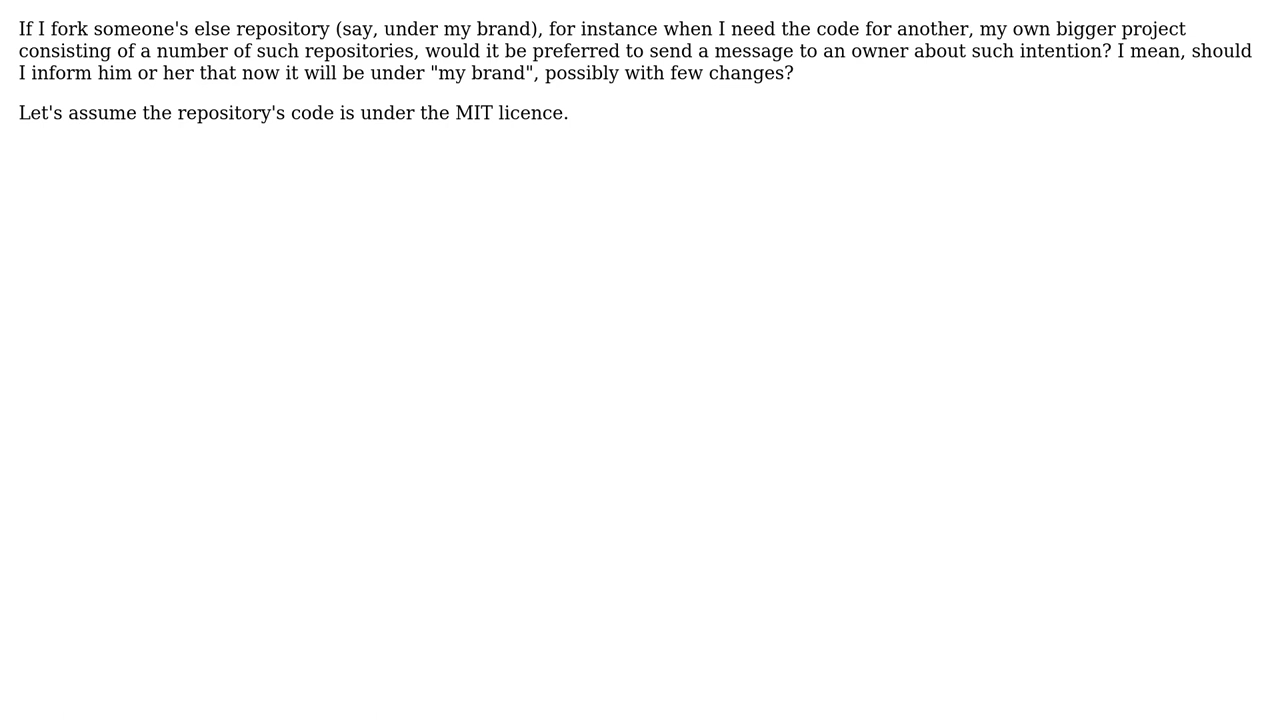 If I fork someone's else repository (say, under my brand), for instance when I need the code for another, my own bigger project
consisting of a number of such repositories, would it be preferred to send a message to an owner about such intention? I mean, should
I inform him or her that now it will be under "my brand", possibly with few changes?
Let's assume the repository's code is under the MIT licence.